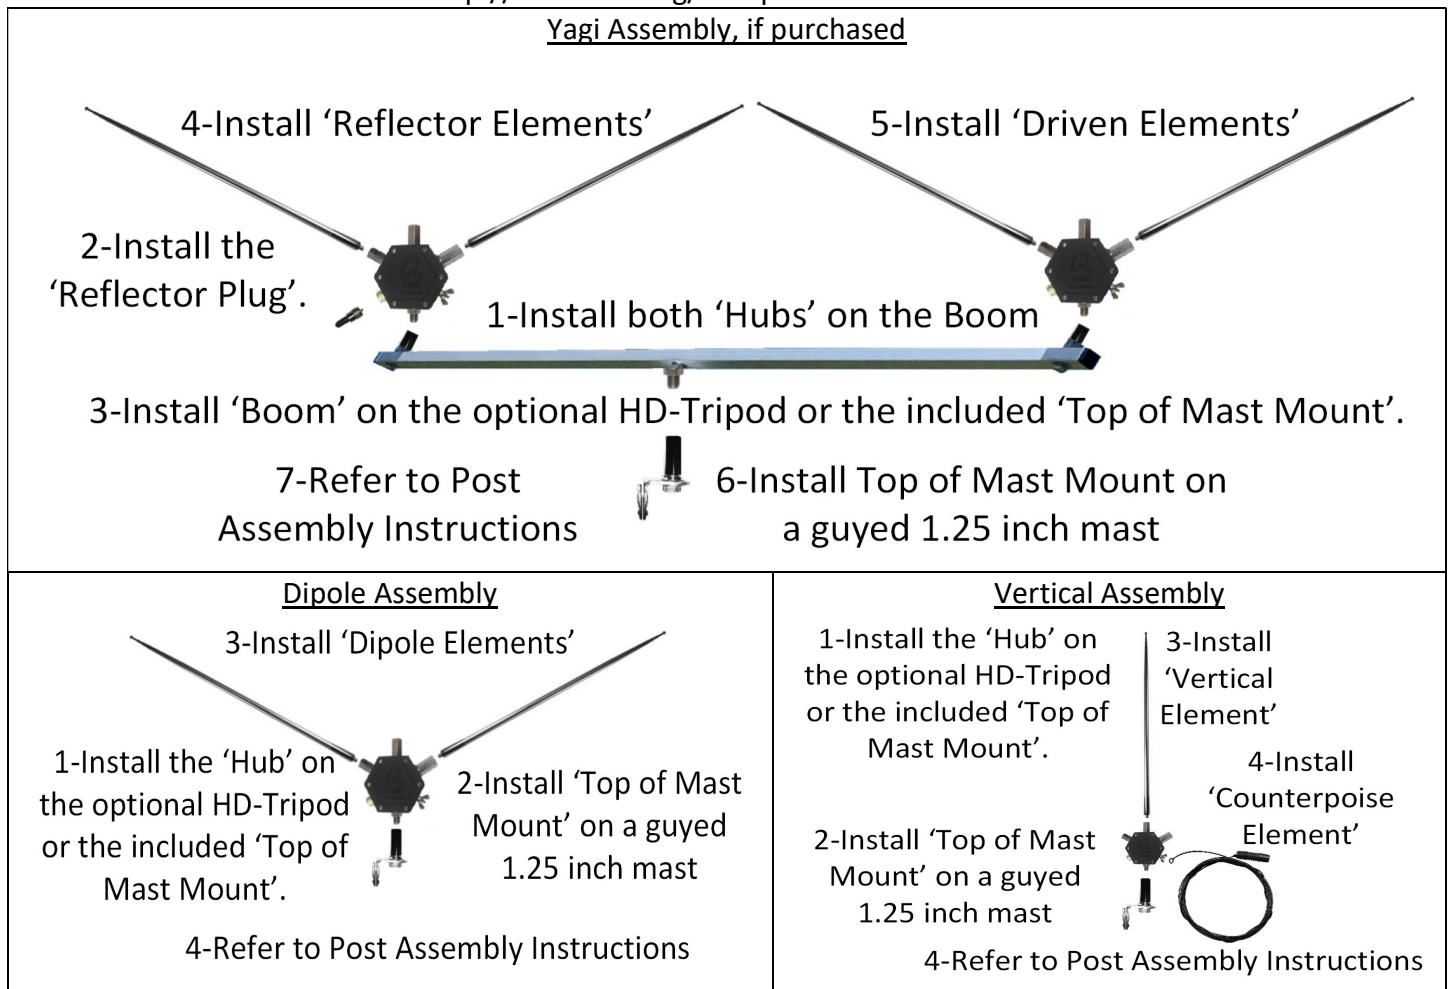 Yagi Assembly, if purchased
4-Install ‘Reflector Elements’
5-Install ‘Driven Elements’
2-Install the
‘Reflector Plug’.
1-Install both ‘Hubs’ on the Boom
3-Install ‘Boom’ on the optional HD-Tripod or the included ‘Top of Mast Mount’.
7-Refer to Post
Assembly Instructions
6-Install Top of Mast Mount on
a guyed 1.25 inch mast
Dipole Assembly
3-Install ‘Dipole Elements’
1-Install the ‘Hub’ on
the optional HD-Tripod
or the included ‘Top of
Mast Mount’.
2-Install ‘Top of Mast
Mount’ on a guyed
1.25 inch mast
4-Refer to Post Assembly Instructions
Vertical Assembly
1-Install the ‘Hub’ on
the optional HD-Tripod
or the included ‘Top of
Mast Mount’.
3-Install
‘Vertical
Element’
4-Install
‘Counterpoise
Element’
2-Install ‘Top of Mast
Mount’ on a guyed
1.25 inch mast
4-Refer to Post Assembly Instructions